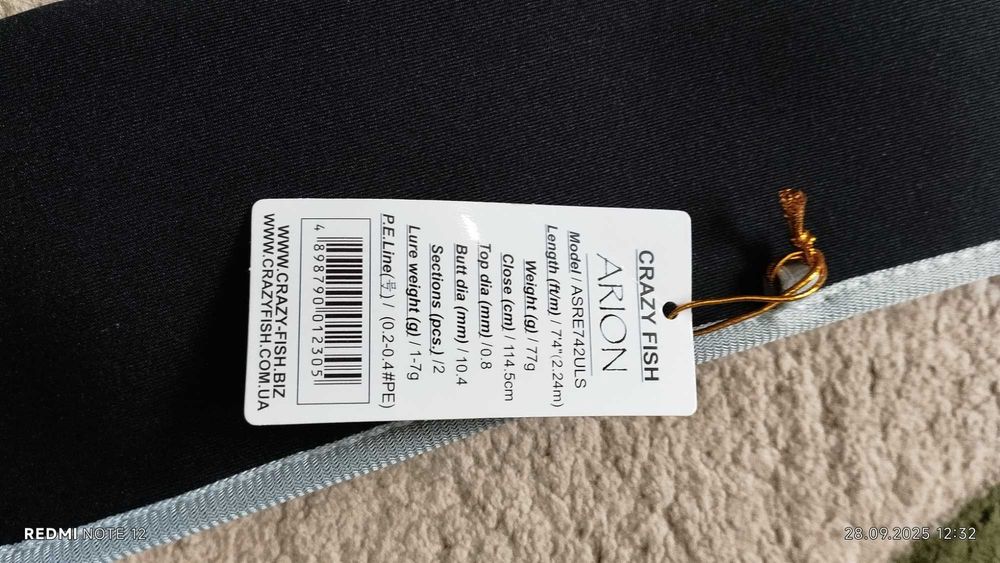 CRAZY FISH
ARION
Model / ASRE742ULS
Length (ft/m) / 7'4"(2.24m)
Weight (g) / 77g
Close (cm) / 114.5cm
Top dia (mm) / 0.8
Butt dia (mm) / 10.4
Sections (pcs.) / 2
Lure weight (g) / 1-7g
P.E.Line(号) / (0.2-0.4#PE)
4 898790 012305
WWW.CRAZY-FISH.BIZ
WWW.CRAZYFISH.COM.UA
REDMI NOTE 12
28.09.2025 12:32